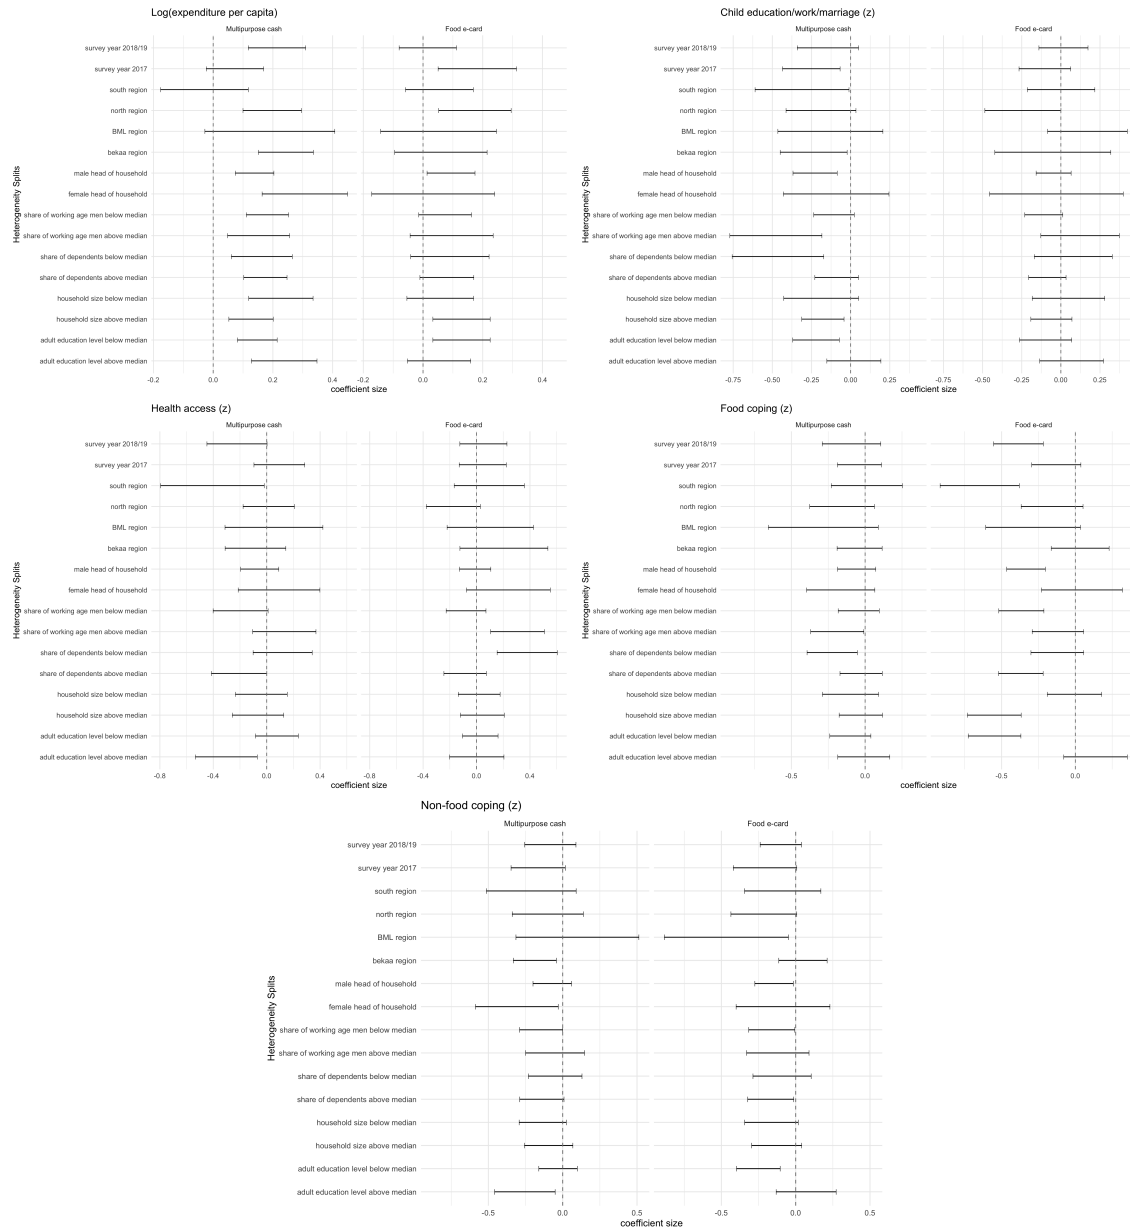 Log(expenditure per capita)
Multipurpose cash
Food e-card
survey year 2018/19
survey year 2017
south region
north region
BML region
bekaa region
male head of household
female head of household
share of working age men below median
share of working age men above median
share of dependents below median
share of dependents above median
household size below median
household size above median
adult education level below median
adult education level above median
Heterogeneity Splits
-0.2 0.0 0.2 0.4 -0.2 0.0 0.2 0.4
coefficient size
Child education/work/marriage (z)
Multipurpose cash
Food e-card
survey year 2018/19
survey year 2017
south region
north region
BML region
bekaa region
male head of household
female head of household
share of working age men below median
share of working age men above median
share of dependents below median
share of dependents above median
household size below median
household size above median
adult education level below median
adult education level above median
Heterogeneity Splits
-0.75 -0.50 -0.25 0.00 0.25 -0.75 -0.50 -0.25 0.00 0.25
coefficient size
Health access (z)
Multipurpose cash
Food e-card
survey year 2018/19
survey year 2017
south region
north region
BML region
bekaa region
male head of household
female head of household
share of working age men below median
share of working age men above median
share of dependents below median
share of dependents above median
household size below median
household size above median
adult education level below median
adult education level above median
Heterogeneity Splits
-0.8 -0.4 0.0 0.4 -0.8 -0.4 0.0 0.4
coefficient size
Food coping (z)
Multipurpose cash
Food e-card
survey year 2018/19
survey year 2017
south region
north region
BML region
bekaa region
male head of household
female head of household
share of working age men below median
share of working age men above median
share of dependents below median
share of dependents above median
household size below median
household size above median
adult education level below median
adult education level above median
Heterogeneity Splits
-0.5 0.0 -0.5 0.0
coefficient size
Non-food coping (z)
Multipurpose cash
Food e-card
survey year 2018/19
survey year 2017
south region
north region
BML region
bekaa region
male head of household
female head of household
share of working age men below median
share of working age men above median
share of dependents below median
share of dependents above median
household size below median
household size above median
adult education level below median
adult education level above median
Heterogeneity Splits
-0.5 0.0 0.5 -0.5 0.0 0.5
coefficient size